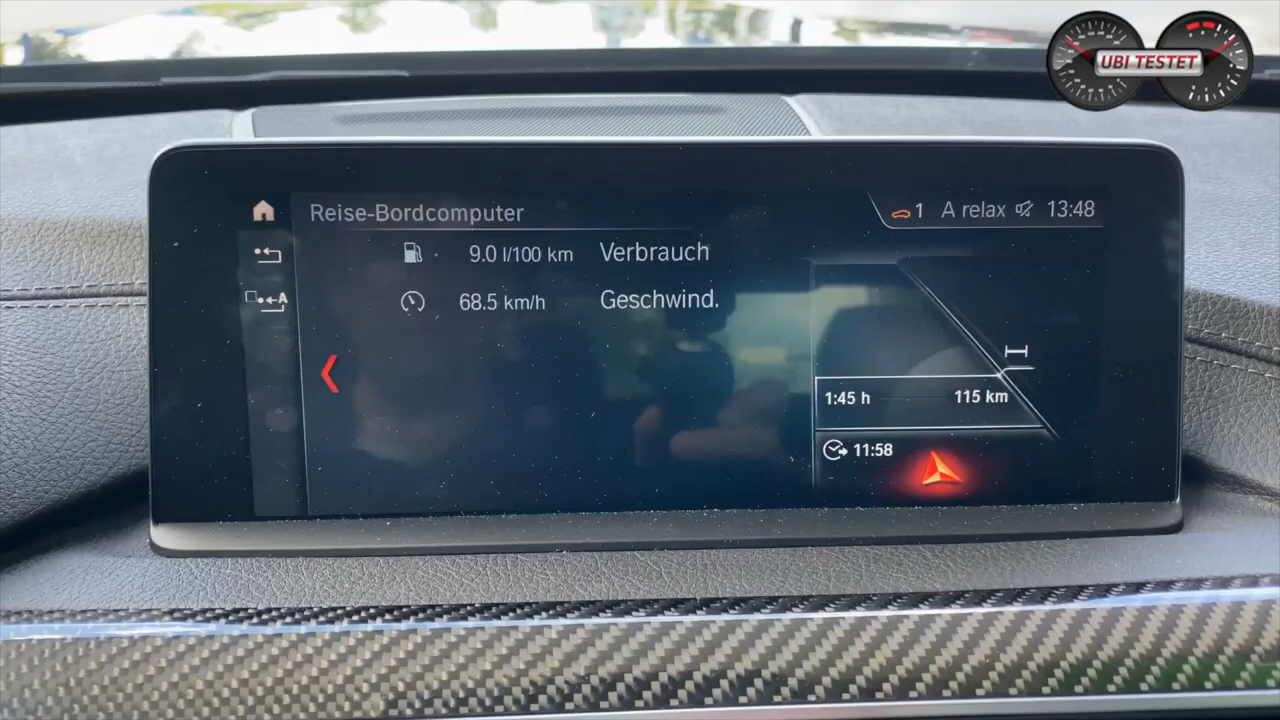 UBI TESTET
Reise-Bordcomputer
1 A relax 13:48
9.0 l/100 km Verbrauch
68.5 km/h Geschwind.
A
1:45 h 115 km
11:58